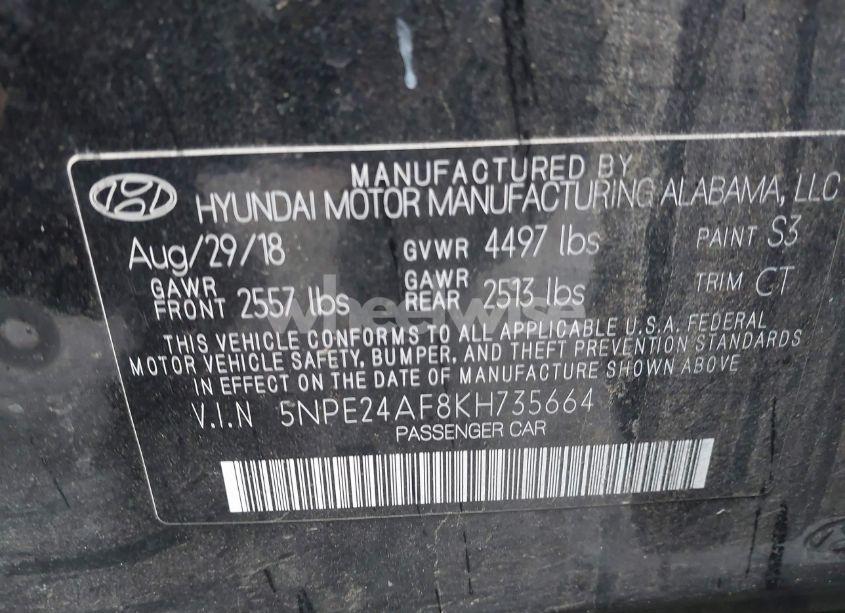 MANUFACTURED BY
HYUNDAI MOTOR MANUFACTURING ALABAMA, LLC
Aug/29/18 GVWR 4497 lbs PAINT S3
GAWR FRONT 2557 lbs GAWR REAR 2513 lbs TRIM CT
wheelwise
THIS VEHICLE CONFORMS TO ALL APPLICABLE U.S.A. FEDERAL
MOTOR VEHICLE SAFETY, BUMPER, AND THEFT PREVENTION STANDARDS
IN EFFECT ON THE DATE OF MANUFACTURE SHOWN ABOVE
V.I.N 5NPE24AF8KH735664
PASSENGER CAR